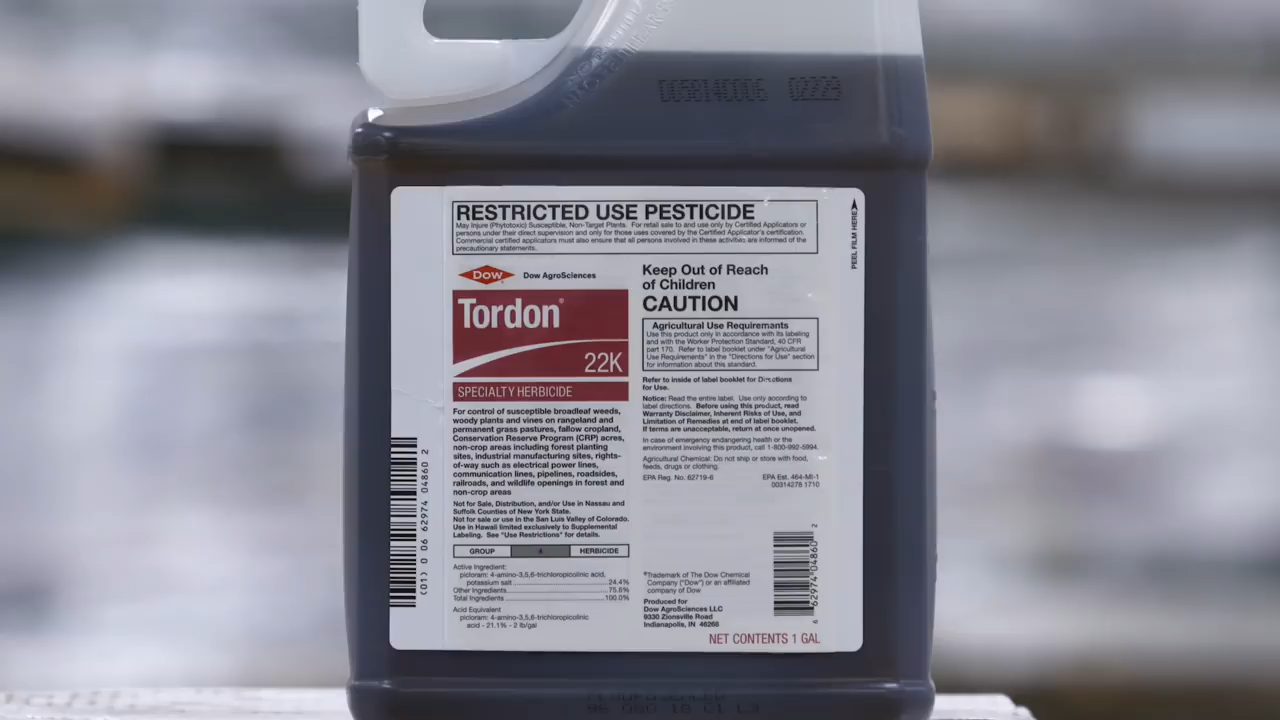 RESTRICTED USE PESTICIDE
May Injure (Phytotoxic) Susceptible, Non-Target Plants. For retail sale to and use only by Certified Applicators or
persons under their direct supervision and only for those uses covered by the Certified Applicator's certification.
Commercial certified applicators must also ensure that all persons involved in these activities are informed of the
precautionary statements.
PEEL FILM HERE
Dow
Dow AgroSciences
Tordon®
22K
SPECIALTY HERBICIDE
For control of susceptible broadleaf weeds,
woody plants and vines on rangeland and
permanent grass pastures, fallow cropland,
Conservation Reserve Program (CRP) acres,
non-crop areas including forest planting
sites, industrial manufacturing sites, rights-
of-way such as electrical power lines,
communication lines, pipelines, roadsides,
railroads, and wildlife openings in forest and
non-crop areas
Not for Sale, Distribution, and/or Use in Nassau and
Suffolk Counties of New York State.
Not for sale or use in the San Luis Valley of Colorado.
Use in Hawaii limited exclusively to Supplemental
Labeling. See "Use Restrictions" for details.
GROUP 4 HERBICIDE
Active Ingredient:
picloram: 4-amino-3,5,6-trichloropicolinic acid,
potassium salt 24.4%
Other Ingredients 75.6%
Total Ingredients 100.0%
Acid Equivalent
picloram: 4-amino-3,5,6-trichloropicolinic
acid - 21.1% - 2 lb/gal
(01) 0 06 62974 04860 2
Keep Out of Reach
of Children
CAUTION
Agricultural Use Requirements
Use this product only in accordance with its labeling
and with the Worker Protection Standard, 40 CFR
part 170. Refer to label booklet under "Agricultural
Use Requirements" in the "Directions for Use" section
for information about this standard.
Refer to inside of label booklet for Directions
for Use.
Notice: Read the entire label. Use only according to
label directions. Before using this product, read
Warranty Disclaimer, Inherent Risks of Use, and
Limitation of Remedies at end of label booklet.
If terms are unacceptable, return at once unopened.
In case of emergency endangering health or the
environment involving this product, call 1-800-992-5994.
Agricultural Chemical: Do not ship or store with food,
feeds, drugs or clothing.
EPA Reg. No. 62719-6 EPA Est. 464-MI-1
00314278 1710
®Trademark of The Dow Chemical
Company ("Dow") or an affiliated
company of Dow
Produced for
Dow AgroSciences LLC
9330 Zionsville Road
Indianapolis, IN 46268
6 62974 04860 2
NET CONTENTS 1 GAL